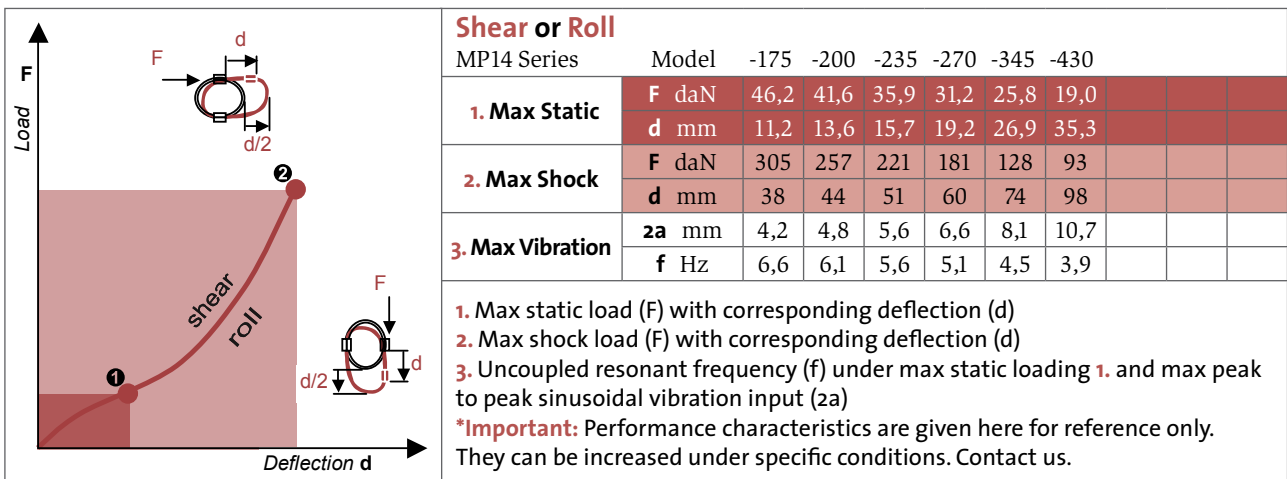 F
Load
F
d
d/2
❷
shear
roll
F
d
d/2
❶
Deflection d
Shear or Roll
MP14 Series Model -175 -200 -235 -270 -345 -430
1. Max Static
F daN 46,2 41,6 35,9 31,2 25,8 19,0
d mm 11,2 13,6 15,7 19,2 26,9 35,3
2. Max Shock
F daN 305 257 221 181 128 93
d mm 38 44 51 60 74 98
3. Max Vibration
2a mm 4,2 4,8 5,6 6,6 8,1 10,7
f Hz 6,6 6,1 5,6 5,1 4,5 3,9
1. Max static load (F) with corresponding deflection (d)
2. Max shock load (F) with corresponding deflection (d)
3. Uncoupled resonant frequency (f) under max static loading 1. and max peak
to peak sinusoidal vibration input (2a)
*Important: Performance characteristics are given here for reference only.
They can be increased under specific conditions. Contact us.